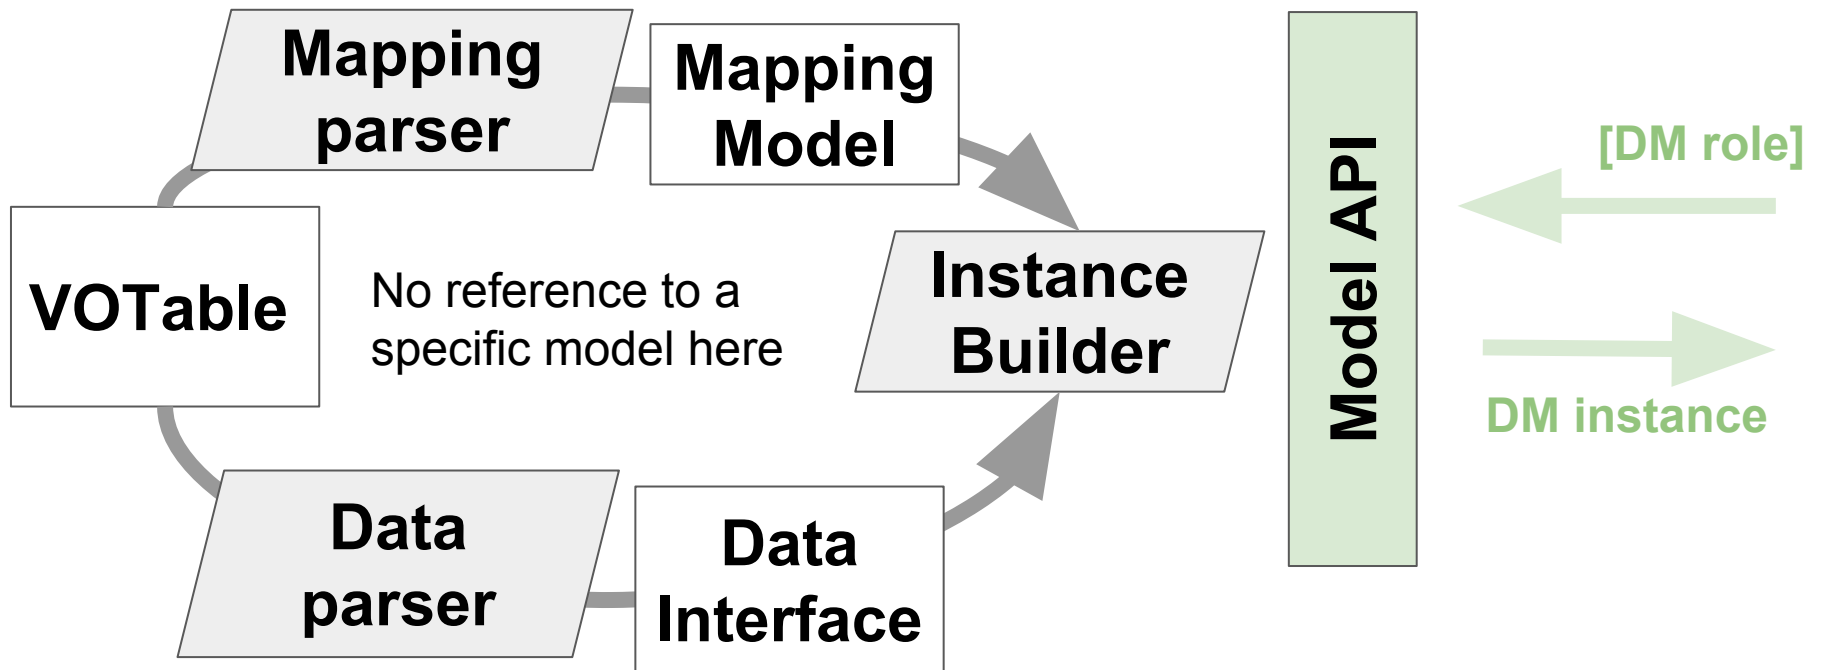 Mapping
parser
Mapping
Model
VOTable
No reference to a
specific model here
Instance
Builder
Data
parser
Data
Interface
Model API
[DM role]
DM instance